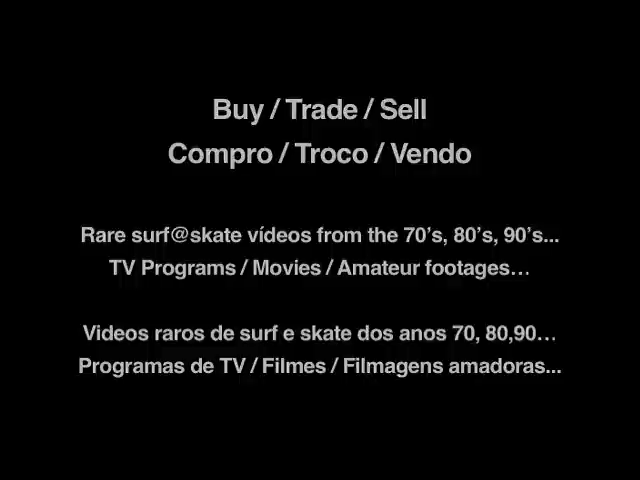 Buy / Trade / Sell
Compro / Troco / Vendo
Rare surf@skate vídeos from the 70’s, 80’s, 90’s...
TV Programs / Movies / Amateur footages…
Videos raros de surf e skate dos anos 70, 80,90…
Programas de TV / Filmes / Filmagens amadoras...